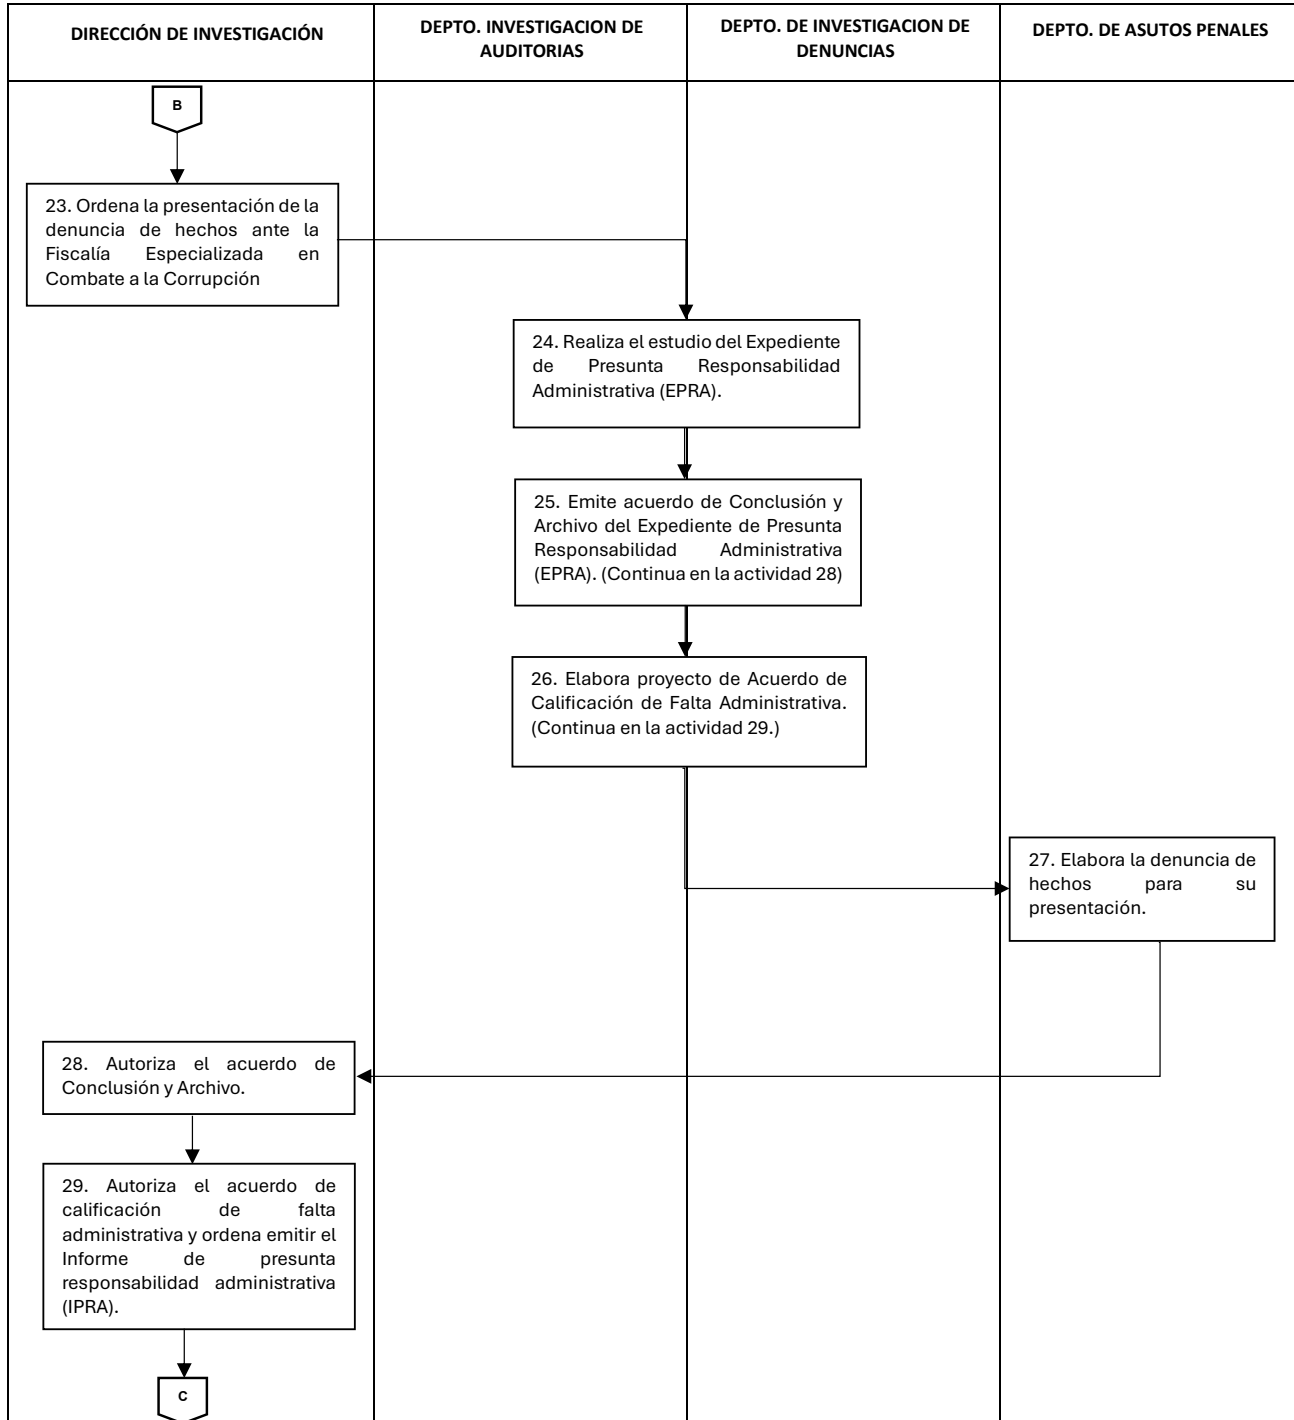 DIRECCIÓN DE INVESTIGACIÓN
DEPTO. INVESTIGACION DE
AUDITORIAS
DEPTO. DE INVESTIGACION DE
DENUNCIAS
DEPTO. DE ASUTOS PENALES
B
23. Ordena la presentación de la
denuncia de hechos ante la
Fiscalía Especializada en
Combate a la Corrupción
24. Realiza el estudio del Expediente
de Presunta Responsabilidad
Administrativa (EPRA).
25. Emite acuerdo de Conclusión y
Archivo del Expediente de Presunta
Responsabilidad Administrativa
(EPRA). (Continua en la actividad 28)
26. Elabora proyecto de Acuerdo de
Calificación de Falta Administrativa.
(Continua en la actividad 29.)
27. Elabora la denuncia de
hechos para su
presentación.
28. Autoriza el acuerdo de
Conclusión y Archivo.
29. Autoriza el acuerdo de
calificación de falta
administrativa y ordena emitir el
Informe de presunta
responsabilidad administrativa
(IPRA).
C